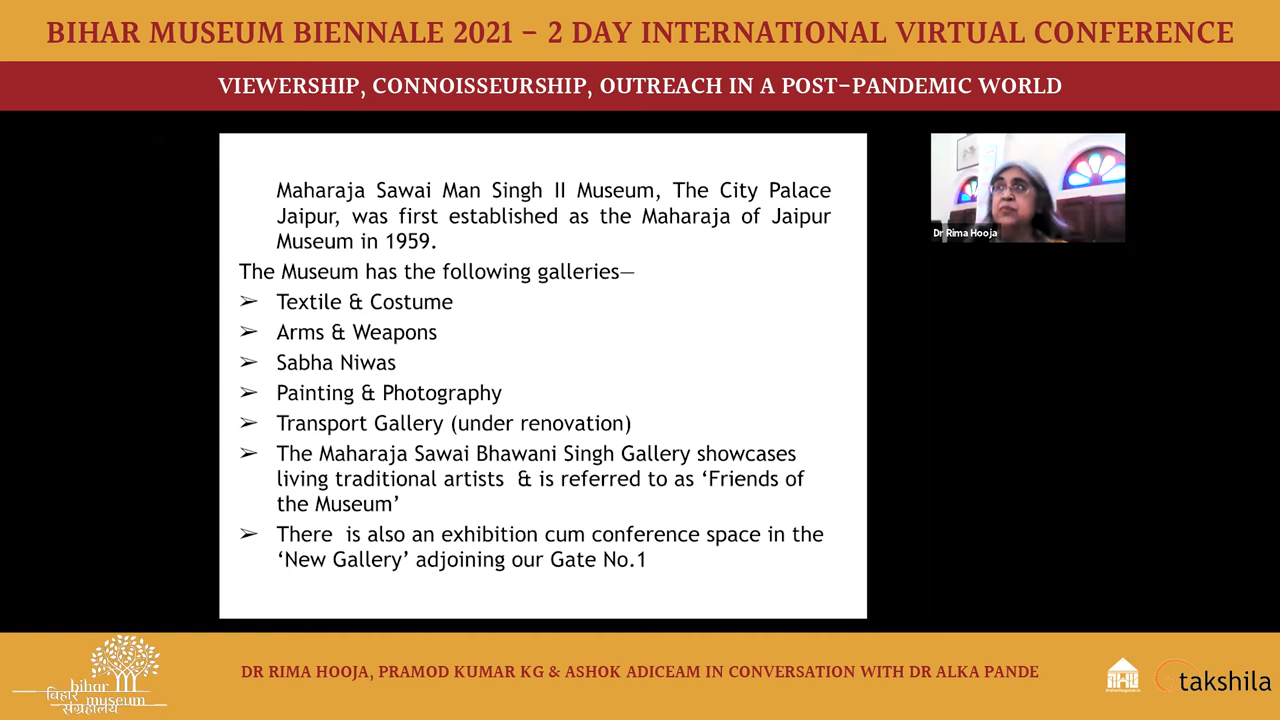 BIHAR MUSEUM BIENNALE 2021 – 2 DAY INTERNATIONAL VIRTUAL CONFERENCE
VIEWERSHIP, CONNOISSEURSHIP, OUTREACH IN A POST–PANDEMIC WORLD
Maharaja Sawai Man Singh II Museum, The City Palace
Jaipur, was first established as the Maharaja of Jaipur
Museum in 1959.
The Museum has the following galleries—
➢ Textile & Costume
➢ Arms & Weapons
➢ Sabha Niwas
➢ Painting & Photography
➢ Transport Gallery (under renovation)
➢ The Maharaja Sawai Bhawani Singh Gallery showcases
living traditional artists & is referred to as ‘Friends of
the Museum’
➢ There is also an exhibition cum conference space in the
‘New Gallery’ adjoining our Gate No.1
Dr Rima Hooja
bihar
बिहार museum
संग्रहालय
DR RIMA HOOJA, PRAMOD KUMAR KG & ASHOK ADICEAM IN CONVERSATION WITH DR ALKA PANDE
takshila